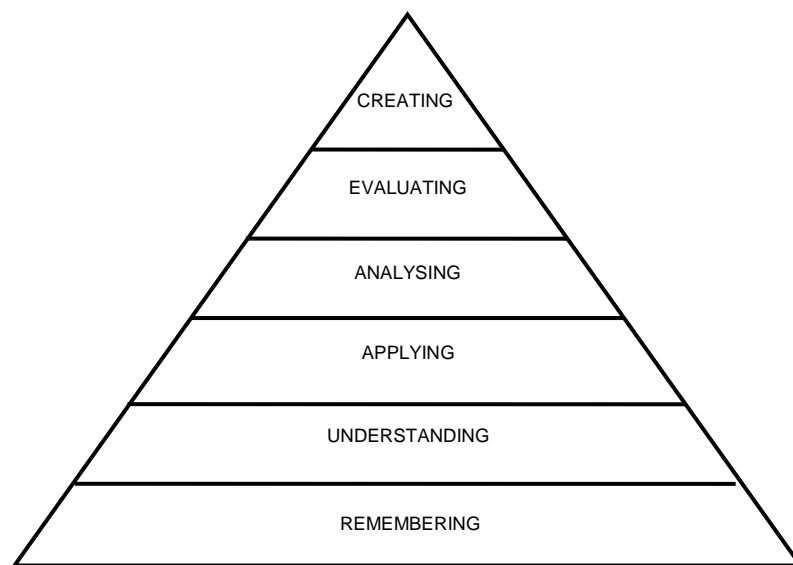 CREATING
EVALUATING
ANALYSING
APPLYING
UNDERSTANDING
REMEMBERING